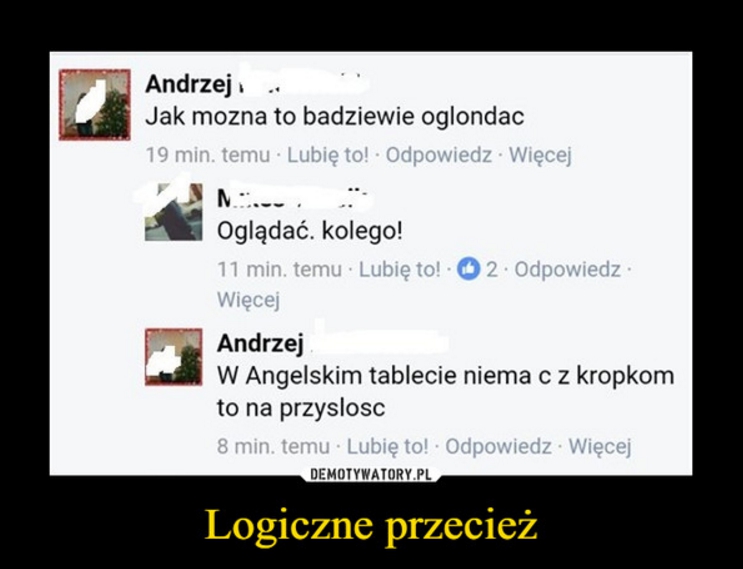 Andrzej
Jak mozna to badziewie oglondac
19 min. temu · Lubię to! · Odpowiedz · Więcej
Oglądać. kolego!
11 min. temu · Lubię to! · 2 · Odpowiedz ·
Więcej
Andrzej
W Angelskim tablecie niema c z kropkom
to na przyslosc
8 min. temu · Lubię to! · Odpowiedz · Więcej
DEMOTYWATORY.PL
Logiczne przecież